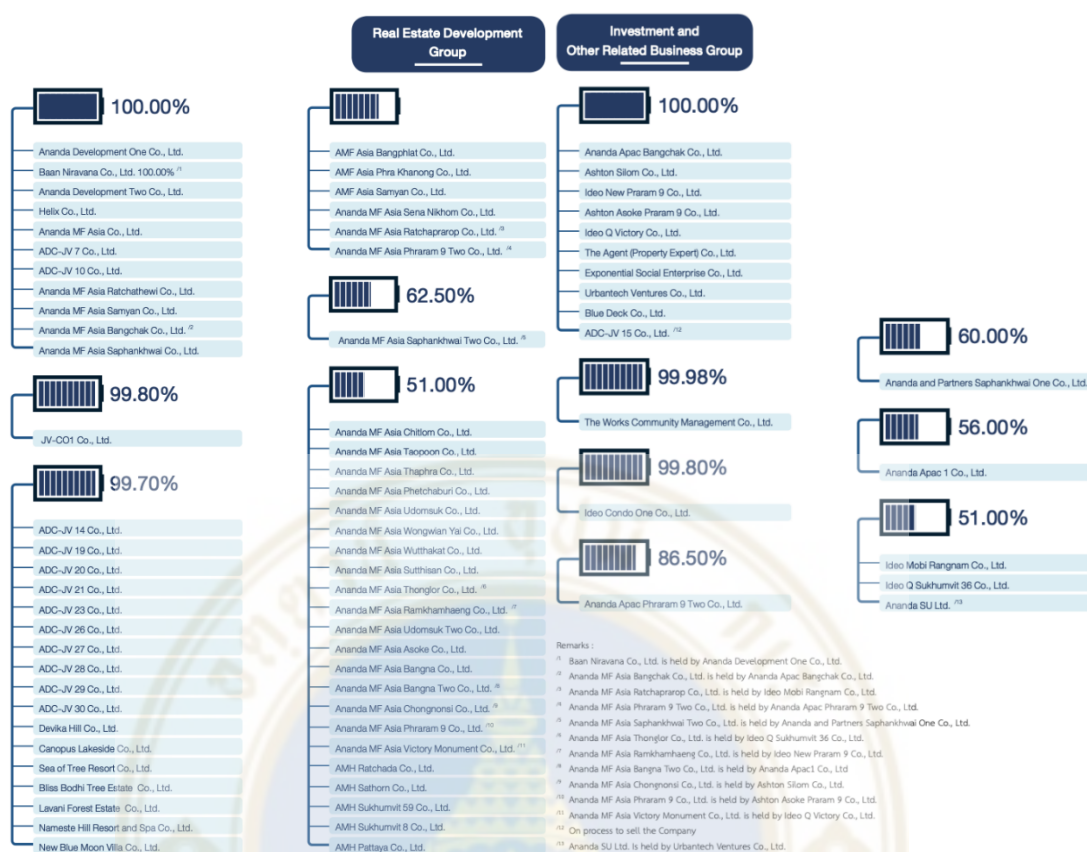 Real Estate Development
Group
Investment and
Other Related Business Group
100.00%
Ananda Development One Co., Ltd.
Baan Niravana Co., Ltd. 100.00% /1
Ananda Development Two Co., Ltd.
Helix Co., Ltd.
Ananda MF Asia Co., Ltd.
ADC-JV 7 Co., Ltd.
ADC-JV 10 Co., Ltd.
Ananda MF Asia Ratchathewi Co., Ltd.
Ananda MF Asia Samyan Co., Ltd.
Ananda MF Asia Bangchak Co., Ltd. /2
Ananda MF Asia Saphankhwai Co., Ltd.
99.80%
JV-CO1 Co., Ltd.
99.70%
ADC-JV 14 Co., Ltd.
ADC-JV 19 Co., Ltd.
ADC-JV 20 Co., Ltd.
ADC-JV 21 Co., Ltd.
ADC-JV 23 Co., Ltd.
ADC-JV 26 Co., Ltd.
ADC-JV 27 Co., Ltd.
ADC-JV 28 Co., Ltd.
ADC-JV 29 Co., Ltd.
ADC-JV 30 Co., Ltd.
Devika Hill Co., Ltd.
Canopus Lakeside Co., Ltd.
Sea of Tree Resort Co., Ltd.
Bliss Bodhi Tree Estate Co., Ltd.
Lavani Forest Estate Co., Ltd.
Nameste Hill Resort and Spa Co., Ltd.
New Blue Moon Villa Co., Ltd.
AMF Asia Bangphlat Co., Ltd.
AMF Asia Phra Khanong Co., Ltd.
AMF Asia Samyan Co., Ltd.
Ananda MF Asia Sena Nikhom Co., Ltd.
Ananda MF Asia Ratchaprarop Co., Ltd. /3
Ananda MF Asia Phraram 9 Two Co., Ltd. /4
62.50%
Ananda MF Asia Saphankhwai Two Co., Ltd. /5
51.00%
Ananda MF Asia Chitlom Co., Ltd.
Ananda MF Asia Taopoon Co., Ltd.
Ananda MF Asia Thaphra Co., Ltd.
Ananda MF Asia Phetchaburi Co., Ltd.
Ananda MF Asia Udomsuk Co., Ltd.
Ananda MF Asia Wongwian Yai Co., Ltd.
Ananda MF Asia Wutthakat Co., Ltd.
Ananda MF Asia Sutthisan Co., Ltd.
Ananda MF Asia Thonglor Co., Ltd. /6
Ananda MF Asia Ramkhamhaeng Co., Ltd. /7
Ananda MF Asia Udomsuk Two Co., Ltd.
Ananda MF Asia Asoke Co., Ltd.
Ananda MF Asia Bangna Co., Ltd.
Ananda MF Asia Bangna Two Co., Ltd. /8
Ananda MF Asia Chongnonsi Co., Ltd. /9
Ananda MF Asia Phraram 9 Co., Ltd. /10
Ananda MF Asia Victory Monument Co., Ltd. /11
AMH Ratchada Co., Ltd.
AMH Sathorn Co., Ltd.
AMH Sukhumvit 59 Co., Ltd.
AMH Sukhumvit 8 Co., Ltd.
AMH Pattaya Co., Ltd.
100.00%
Ananda Apac Bangchak Co., Ltd.
Ashton Silom Co., Ltd.
Ideo New Praram 9 Co., Ltd.
Ashton Asoke Praram 9 Co., Ltd.
Ideo Q Victory Co., Ltd.
The Agent (Property Expert) Co., Ltd.
Exponential Social Enterprise Co., Ltd.
Urbantech Ventures Co., Ltd.
Blue Deck Co., Ltd.
ADC-JV 15 Co., Ltd. /12
99.98%
The Works Community Management Co., Ltd.
99.80%
Ideo Condo One Co., Ltd.
86.50%
Ananda Apac Phraram 9 Two Co., Ltd.
60.00%
Ananda and Partners Saphankhwai One Co., Ltd.
56.00%
Ananda Apac 1 Co., Ltd.
51.00%
Ideo Mobi Rangnam Co., Ltd.
Ideo Q Sukhumvit 36 Co., Ltd.
Ananda SU Ltd. /13
Remarks :
/1 Baan Niravana Co., Ltd. is held by Ananda Development One Co., Ltd.
/2 Ananda MF Asia Bangchak Co., Ltd. is held by Ananda Apac Bangchak Co., Ltd.
/3 Ananda MF Asia Ratchaprarop Co., Ltd. is held by Ideo Mobi Rangnam Co., Ltd.
/4 Ananda MF Asia Phraram 9 Two Co., Ltd. is held by Ananda Apac Phraram 9 Two Co., Ltd.
/5 Ananda MF Asia Saphankhwai Two Co., Ltd. is held by Ananda and Partners Saphankhwai One Co., Ltd.
/6 Ananda MF Asia Thonglor Co., Ltd. is held by Ideo Q Sukhumvit 36 Co., Ltd.
/7 Ananda MF Asia Ramkhamhaeng Co., Ltd. is held by Ideo New Praram 9 Co., Ltd.
/8 Ananda MF Asia Bangna Two Co., Ltd. is held by Ananda Apac1 Co., Ltd
/9 Ananda MF Asia Chongnonsi Co., Ltd. is held by Ashton Silom Co., Ltd.
/10 Ananda MF Asia Phraram 9 Co., Ltd. is held by Ashton Asoke Praram 9 Co., Ltd.
/11 Ananda MF Asia Victory Monument Co., Ltd. is held by Ideo Q Victory Co., Ltd.
/12 On process to sell the Company
/13 Ananda SU Ltd. Is held by Urbantech Ventures Co., Ltd.